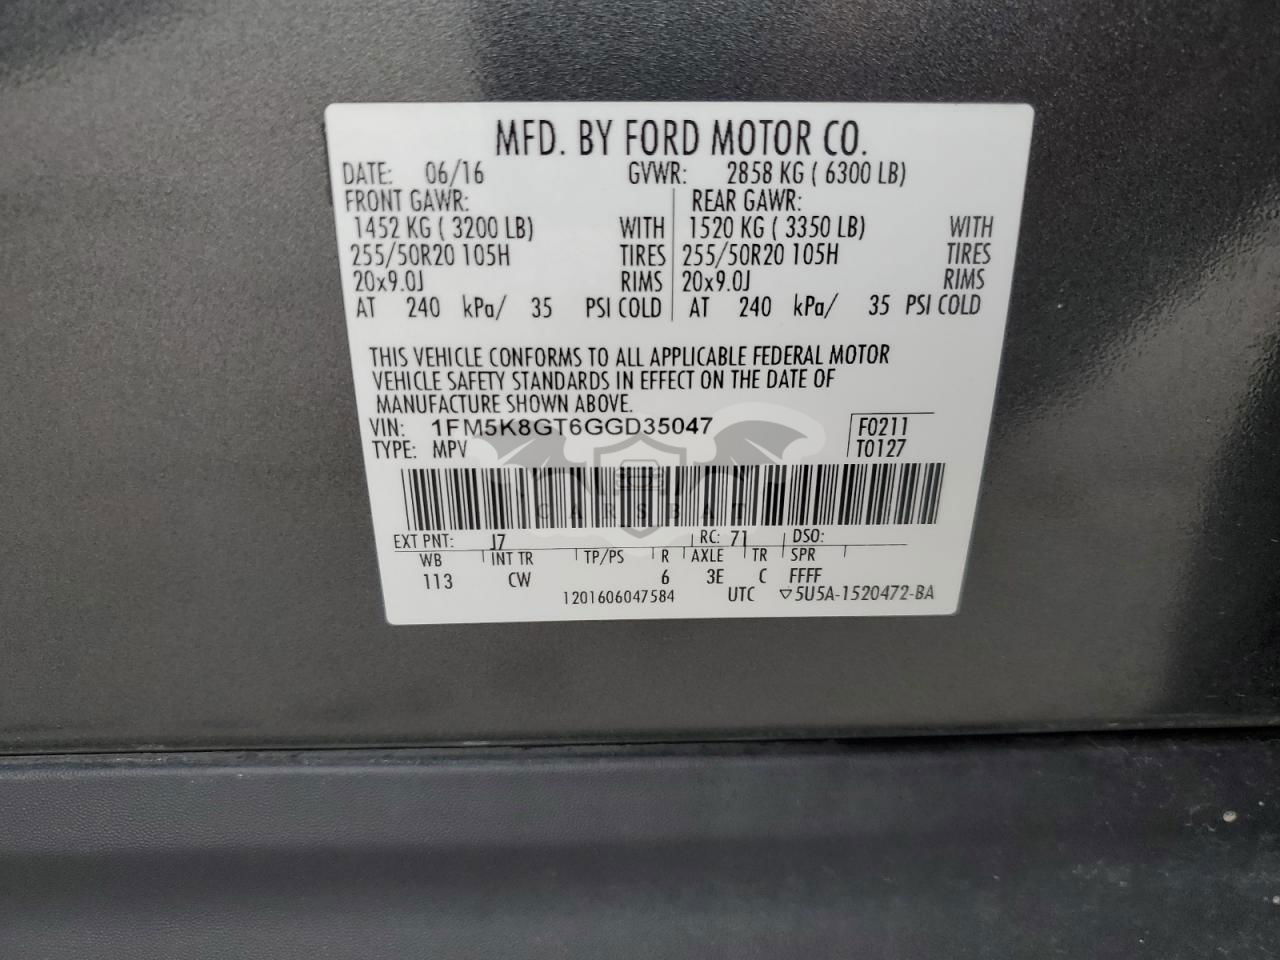 MFD. BY FORD MOTOR CO.
DATE: 06/16 GVWR: 2858 KG ( 6300 LB)
FRONT GAWR: REAR GAWR:
1452 KG ( 3200 LB) WITH 1520 KG ( 3350 LB) WITH
255/50R20 105H TIRES 255/50R20 105H TIRES
20x9.0J RIMS 20x9.0J RIMS
AT 240 kPa/ 35 PSI COLD AT 240 kPa/ 35 PSI COLD
THIS VEHICLE CONFORMS TO ALL APPLICABLE FEDERAL MOTOR
VEHICLE SAFETY STANDARDS IN EFFECT ON THE DATE OF
MANUFACTURE SHOWN ABOVE.
VIN: 1FM5K8GT6GGD35047 F0211
TYPE: MPV T0127
CARSBAT
EXT PNT: J7 RC: 71 DSO:
WB INT TR TP/PS R AXLE TR SPR
113 CW 6 3E C FFFF
1201606047584 UTC ▽5U5A-1520472-BA